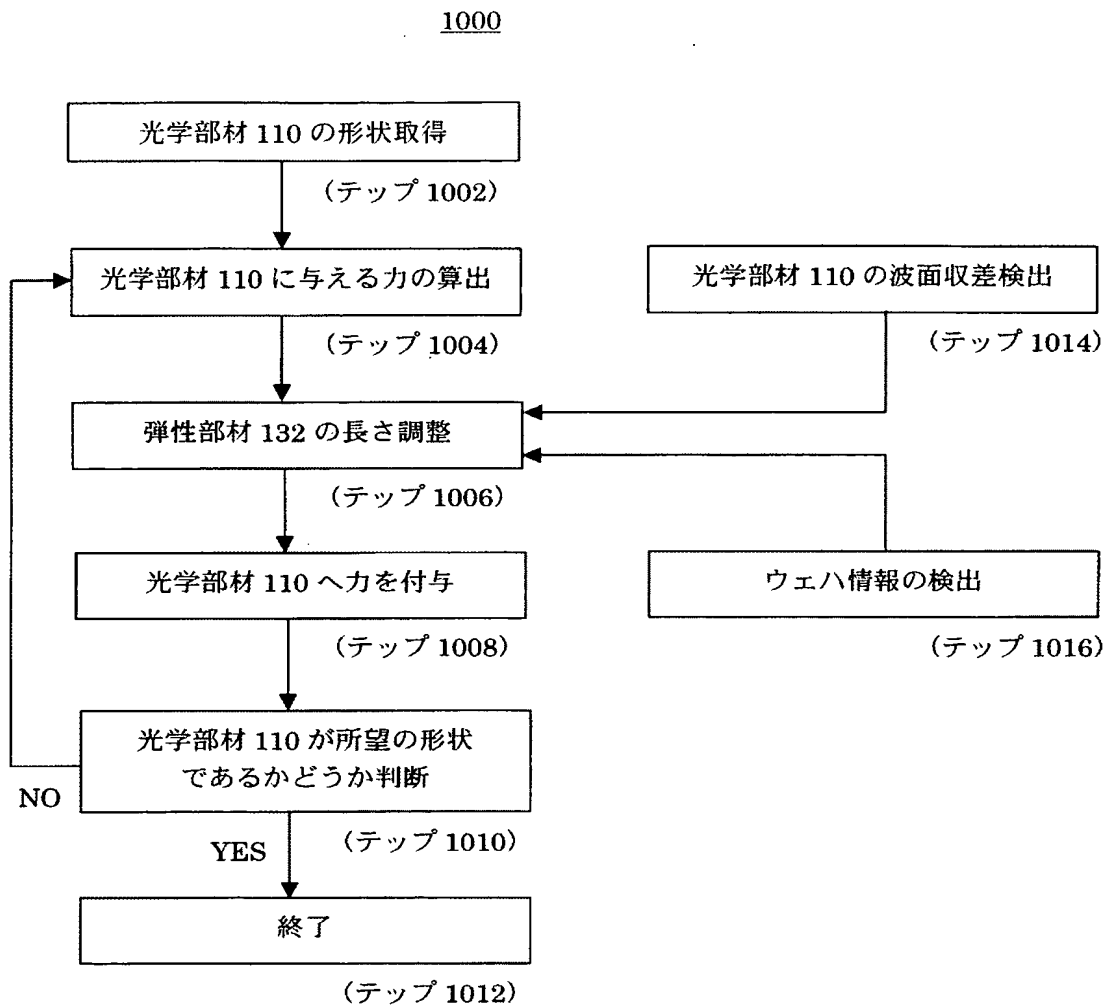 1000
光学部材 110 の形状取得
（テップ 1002）
光学部材 110 に与える力の算出
（テップ 1004）
光学部材 110 の波面収差検出
（テップ 1014）
弾性部材 132 の長さ調整
（テップ 1006）
光学部材 110 へ力を付与
（テップ 1008）
ウェハ情報の検出
（テップ 1016）
光学部材 110 が所望の形状
であるかどうか判断
（テップ 1010）
NO
YES
終了
（テップ 1012）